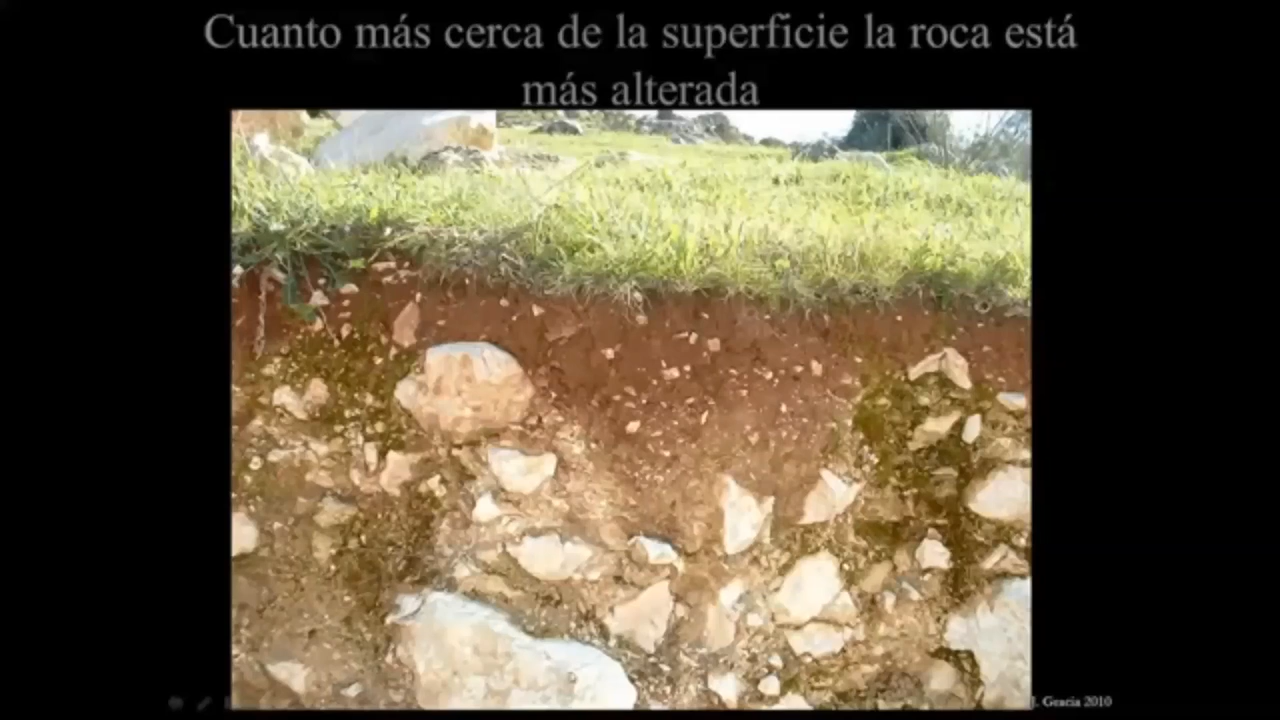 Cuanto más cerca de la superficie la roca está
más alterada
J. Gracia 2010